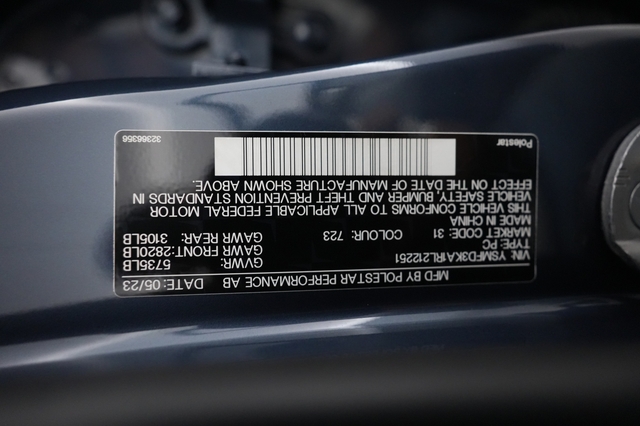 MFD BY POLESTAR PERFORMANCE AB DATE: 05/23
VIN: YSMFD3KA1RL212251 GVWR: 5735LB
TYPE: PC GAWR FRONT: 2820LB
MARKET CODE: 31 COLOUR: 723 GAWR REAR: 3105LB
MADE IN CHINA
THIS VEHICLE CONFORMS TO ALL APPLICABLE FEDERAL MOTOR
VEHICLE SAFETY, BUMPER AND THEFT PREVENTION STANDARDS IN
EFFECT ON THE DATE OF MANUFACTURE SHOWN ABOVE.
Polestar 32366356